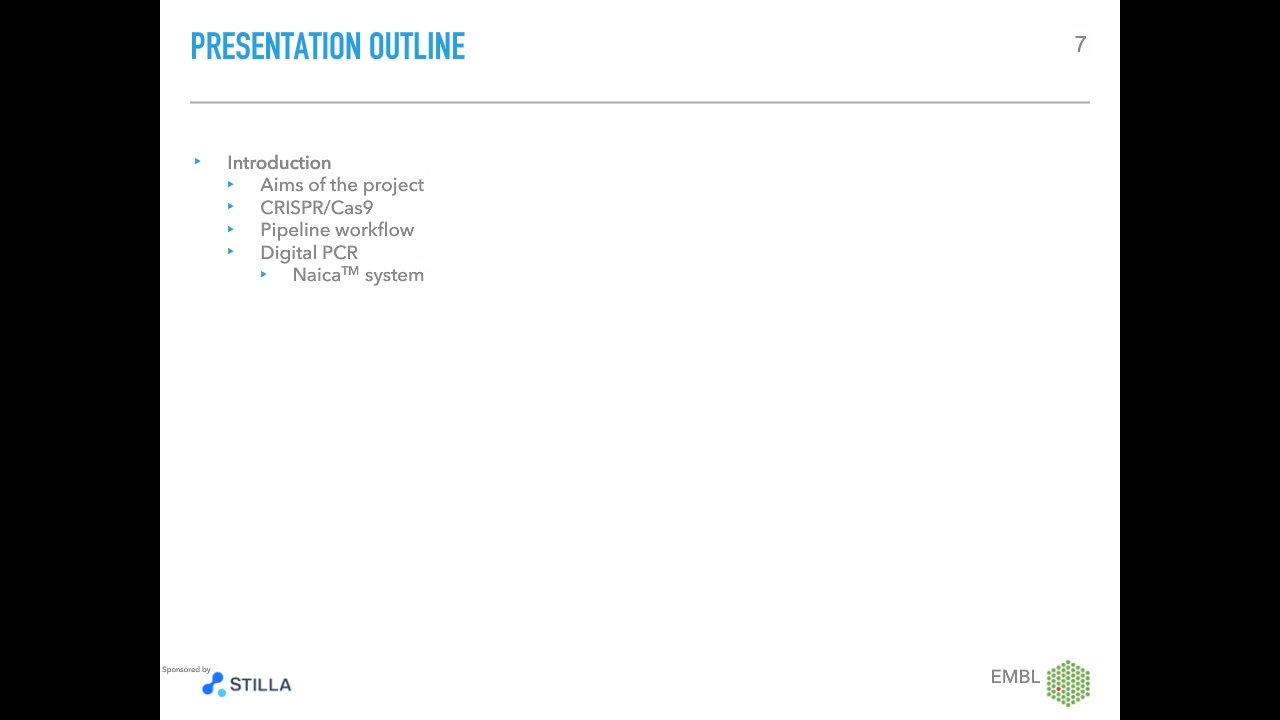 PRESENTATION OUTLINE
7
‣ Introduction
‣ Aims of the project
‣ CRISPR/Cas9
‣ Pipeline workflow
‣ Digital PCR
‣ Naica™ system
Sponsored by
STILLA
EMBL